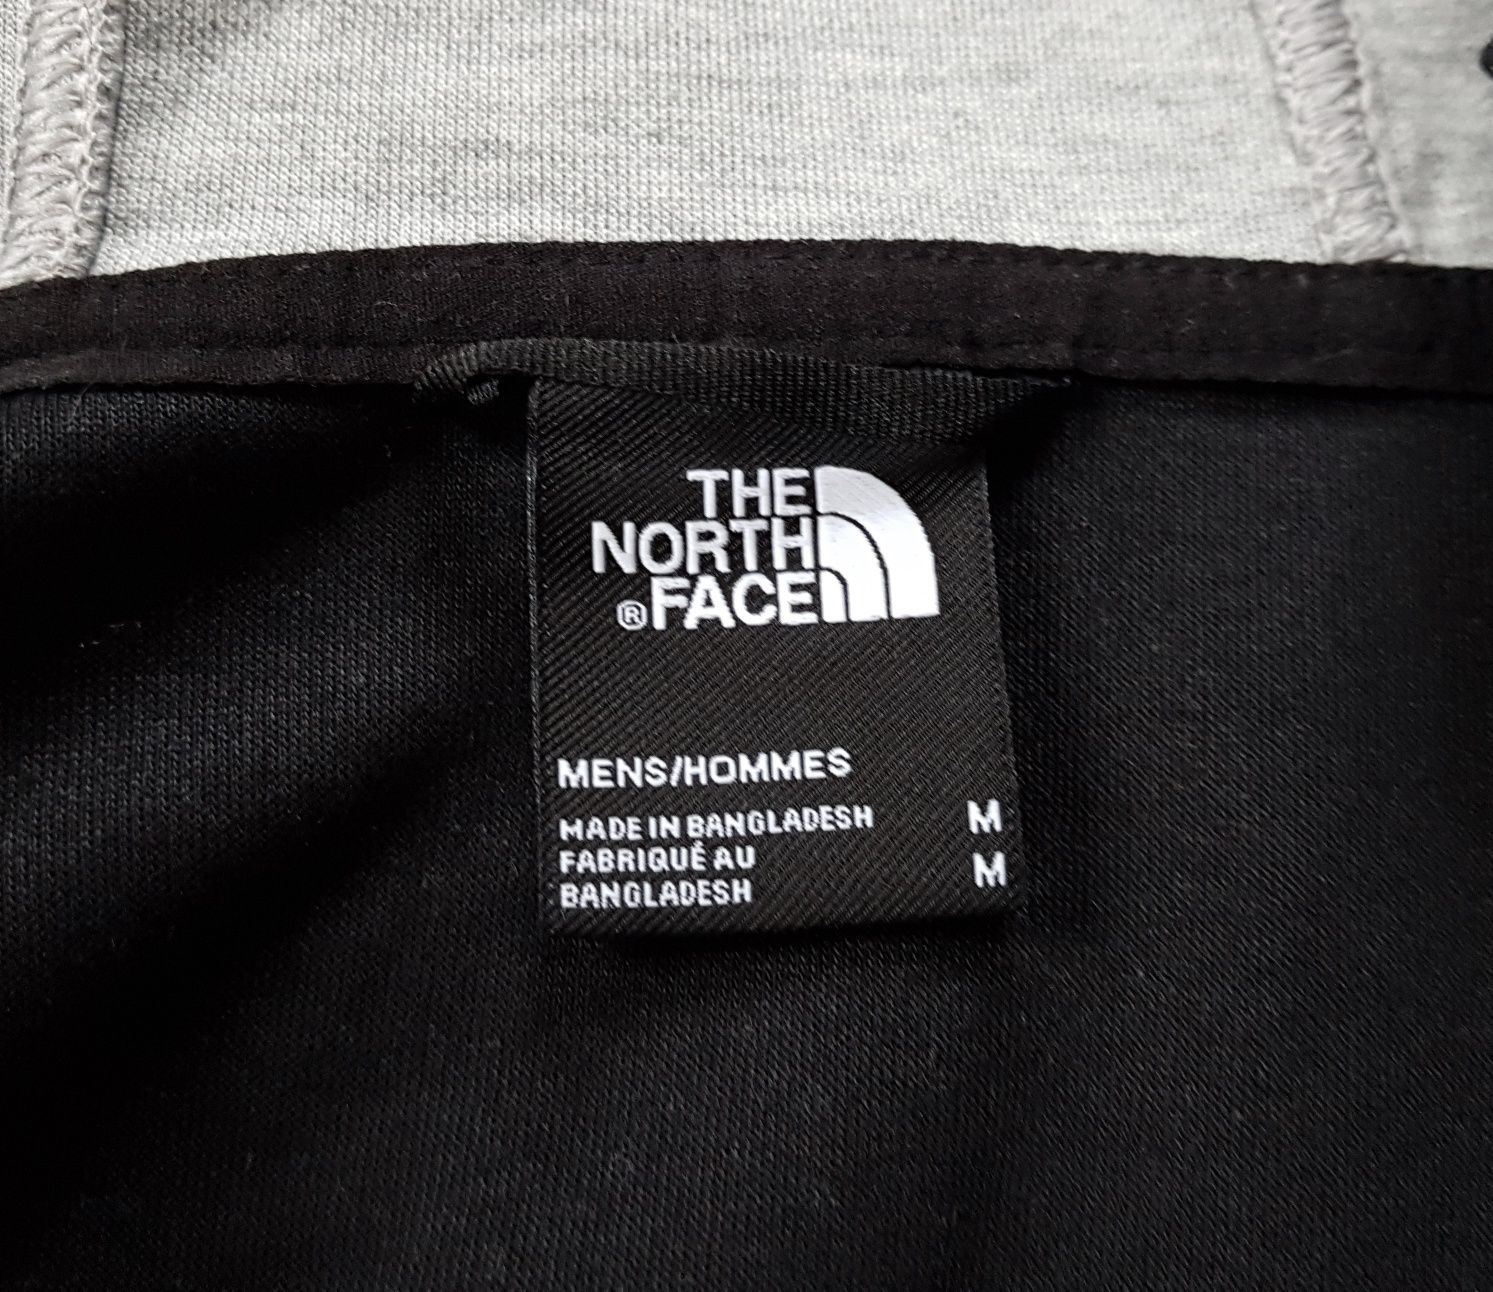 THE
NORTH
®FACE
MENS/HOMMES
MADE IN BANGLADESH M
FABRIQUÉ AU M
BANGLADESH